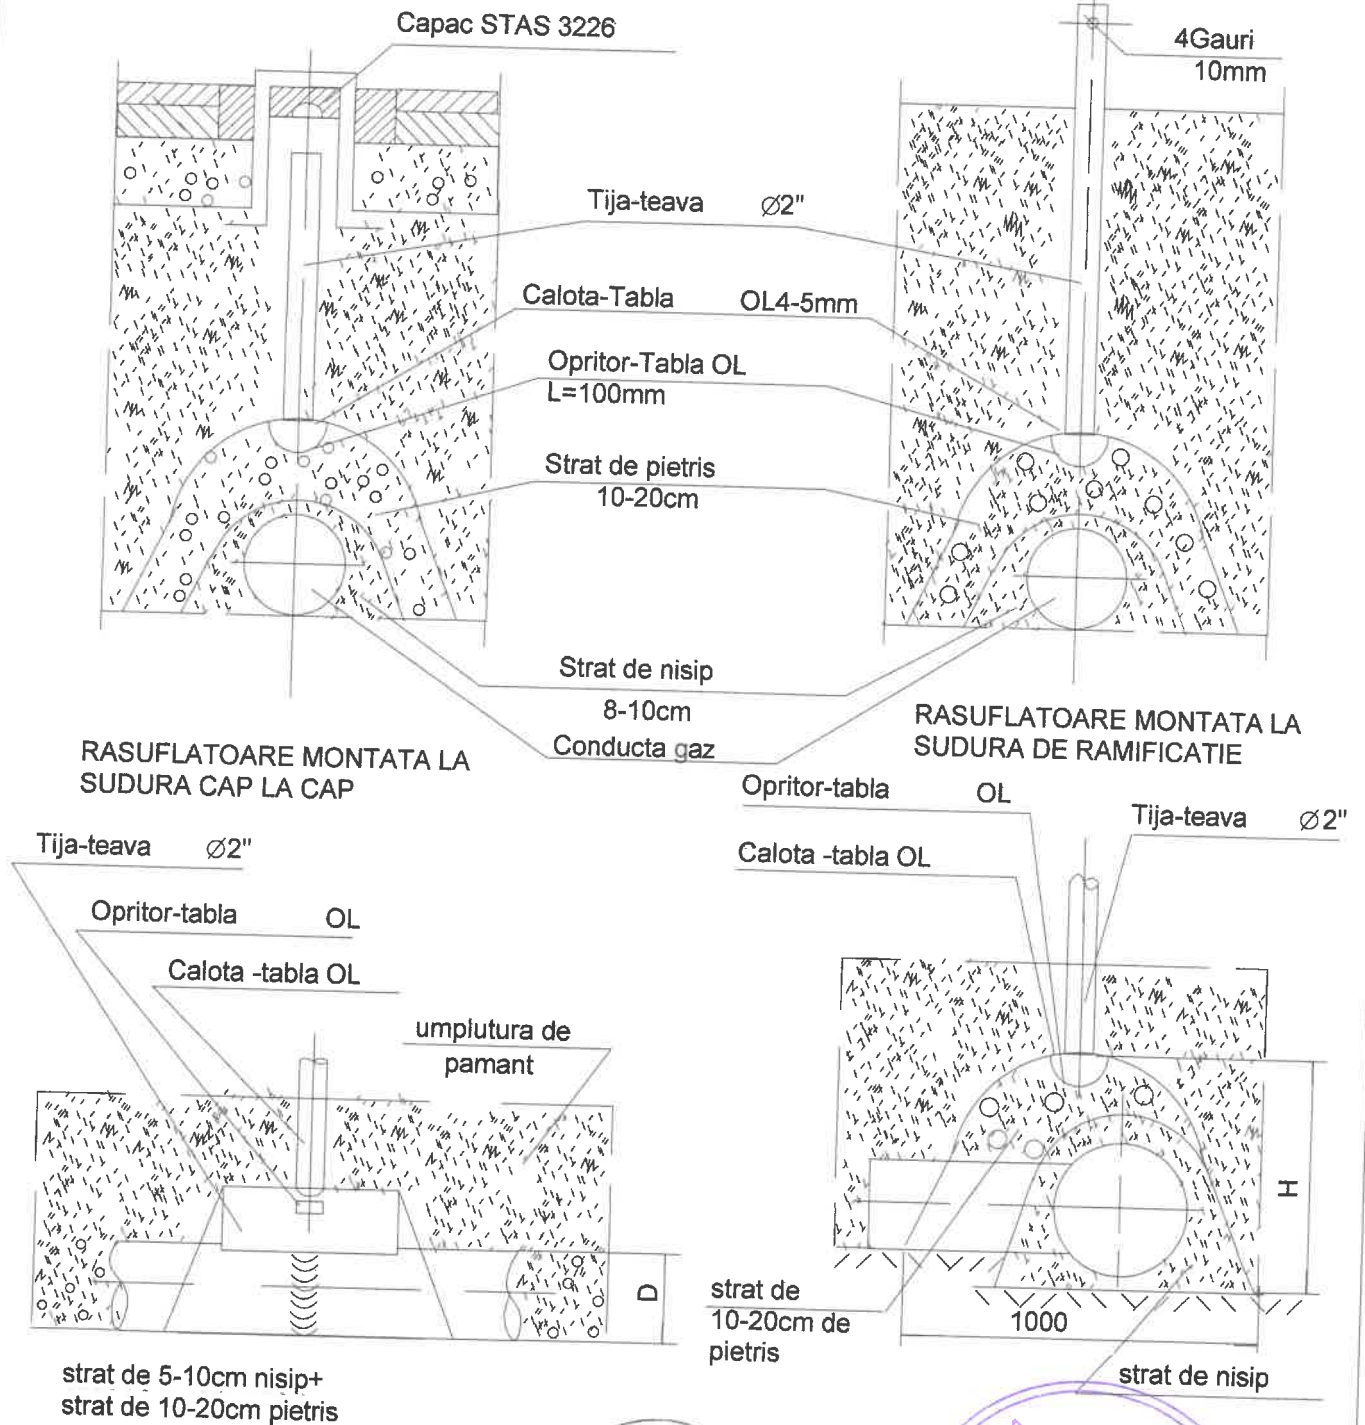 Capac STAS 3226
4Gauri
10mm
Tija-teava Ø2"
Calota-Tabla OL4-5mm
Opritor-Tabla OL
L=100mm
Strat de pietris
10-20cm
Strat de nisip
8-10cm
Conducta gaz
RASUFLATOARE MONTATA LA
SUDURA CAP LA CAP
RASUFLATOARE MONTATA LA
SUDURA DE RAMIFICATIE
Tija-teava Ø2"
Opritor-tabla OL
Calota -tabla OL
umplutura de
pamant
D
strat de 5-10cm nisip+
strat de 10-20cm pietris
Opritor-tabla OL
Tija-teava Ø2"
Calota -tabla OL
H
strat de
10-20cm de
pietris
1000
strat de nisip